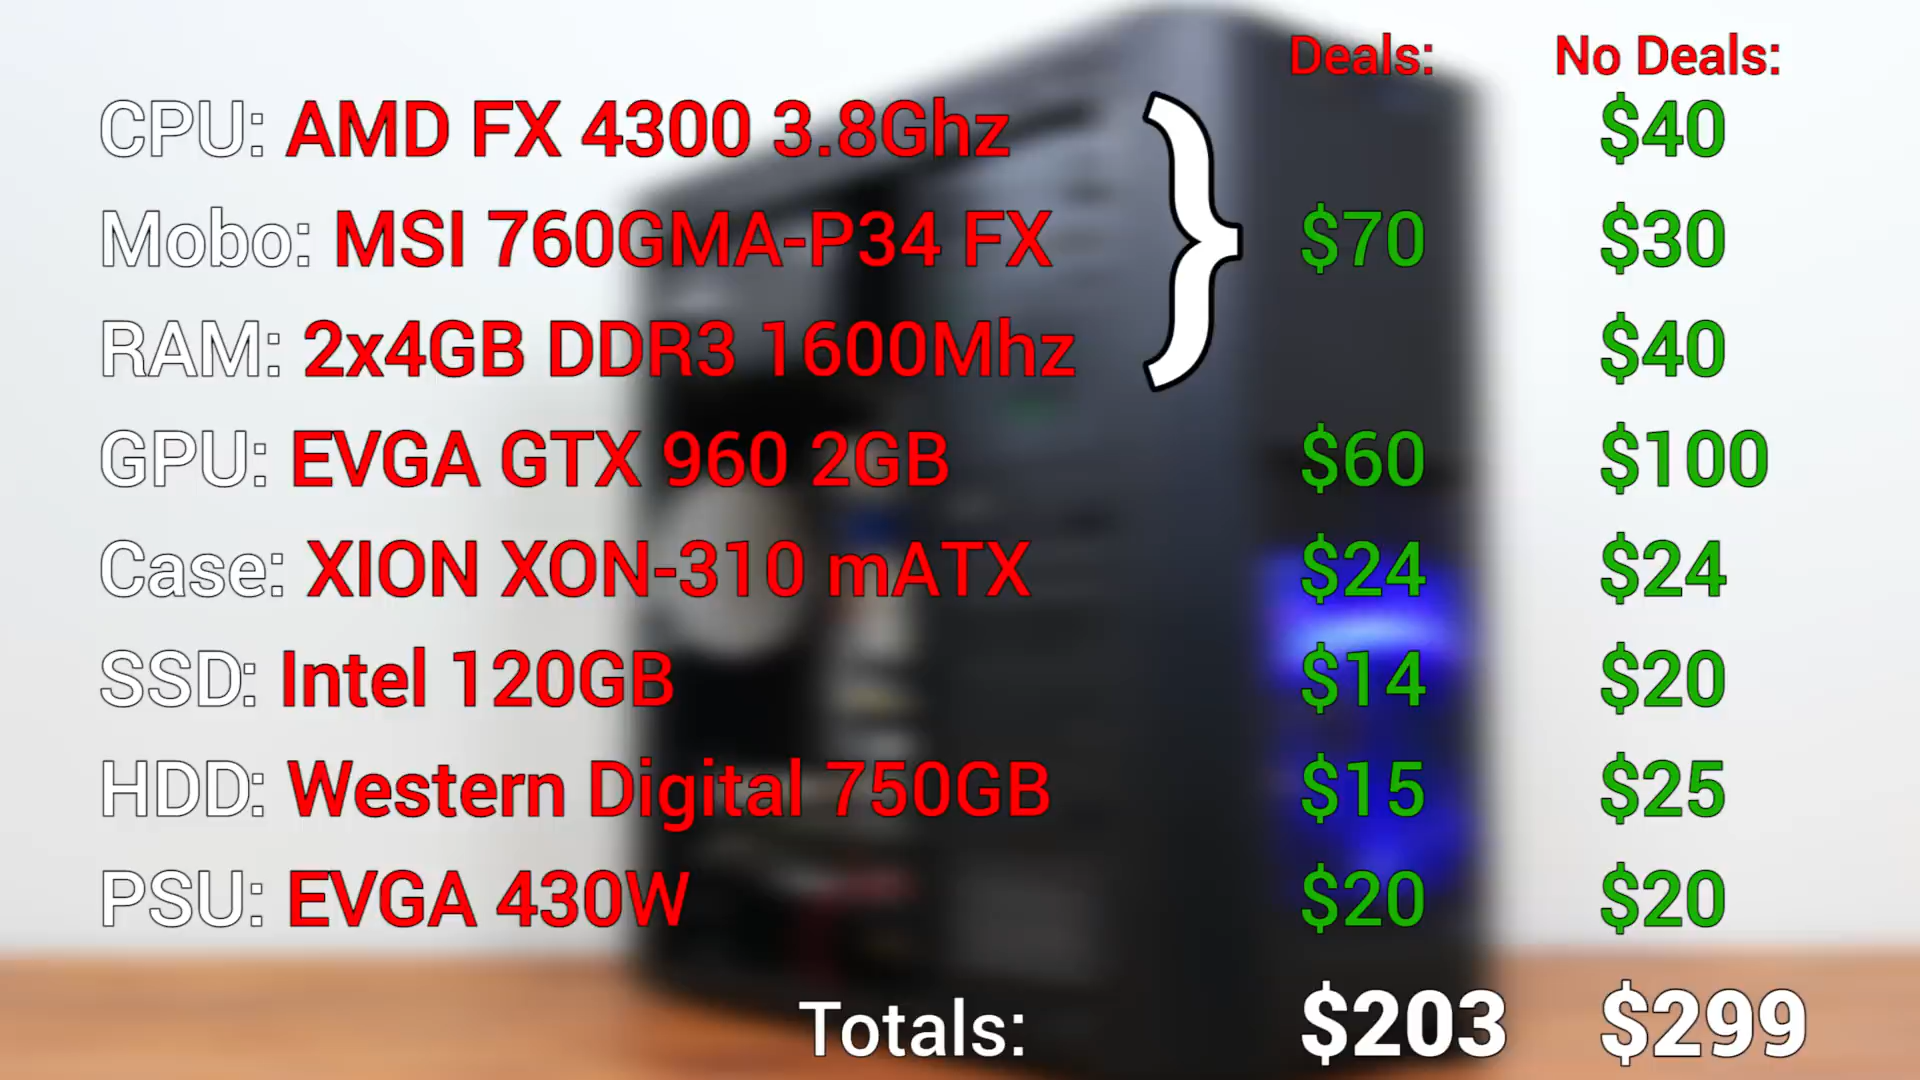 Deals: No Deals:
CPU: AMD FX 4300 3.8Ghz $40
Mobo: MSI 760GMA-P34 FX } $70 $30
RAM: 2x4GB DDR3 1600Mhz $40
GPU: EVGA GTX 960 2GB $60 $100
Case: XION XON-310 mATX $24 $24
SSD: Intel 120GB $14 $20
HDD: Western Digital 750GB $15 $25
PSU: EVGA 430W $20 $20
Totals: $203 $299